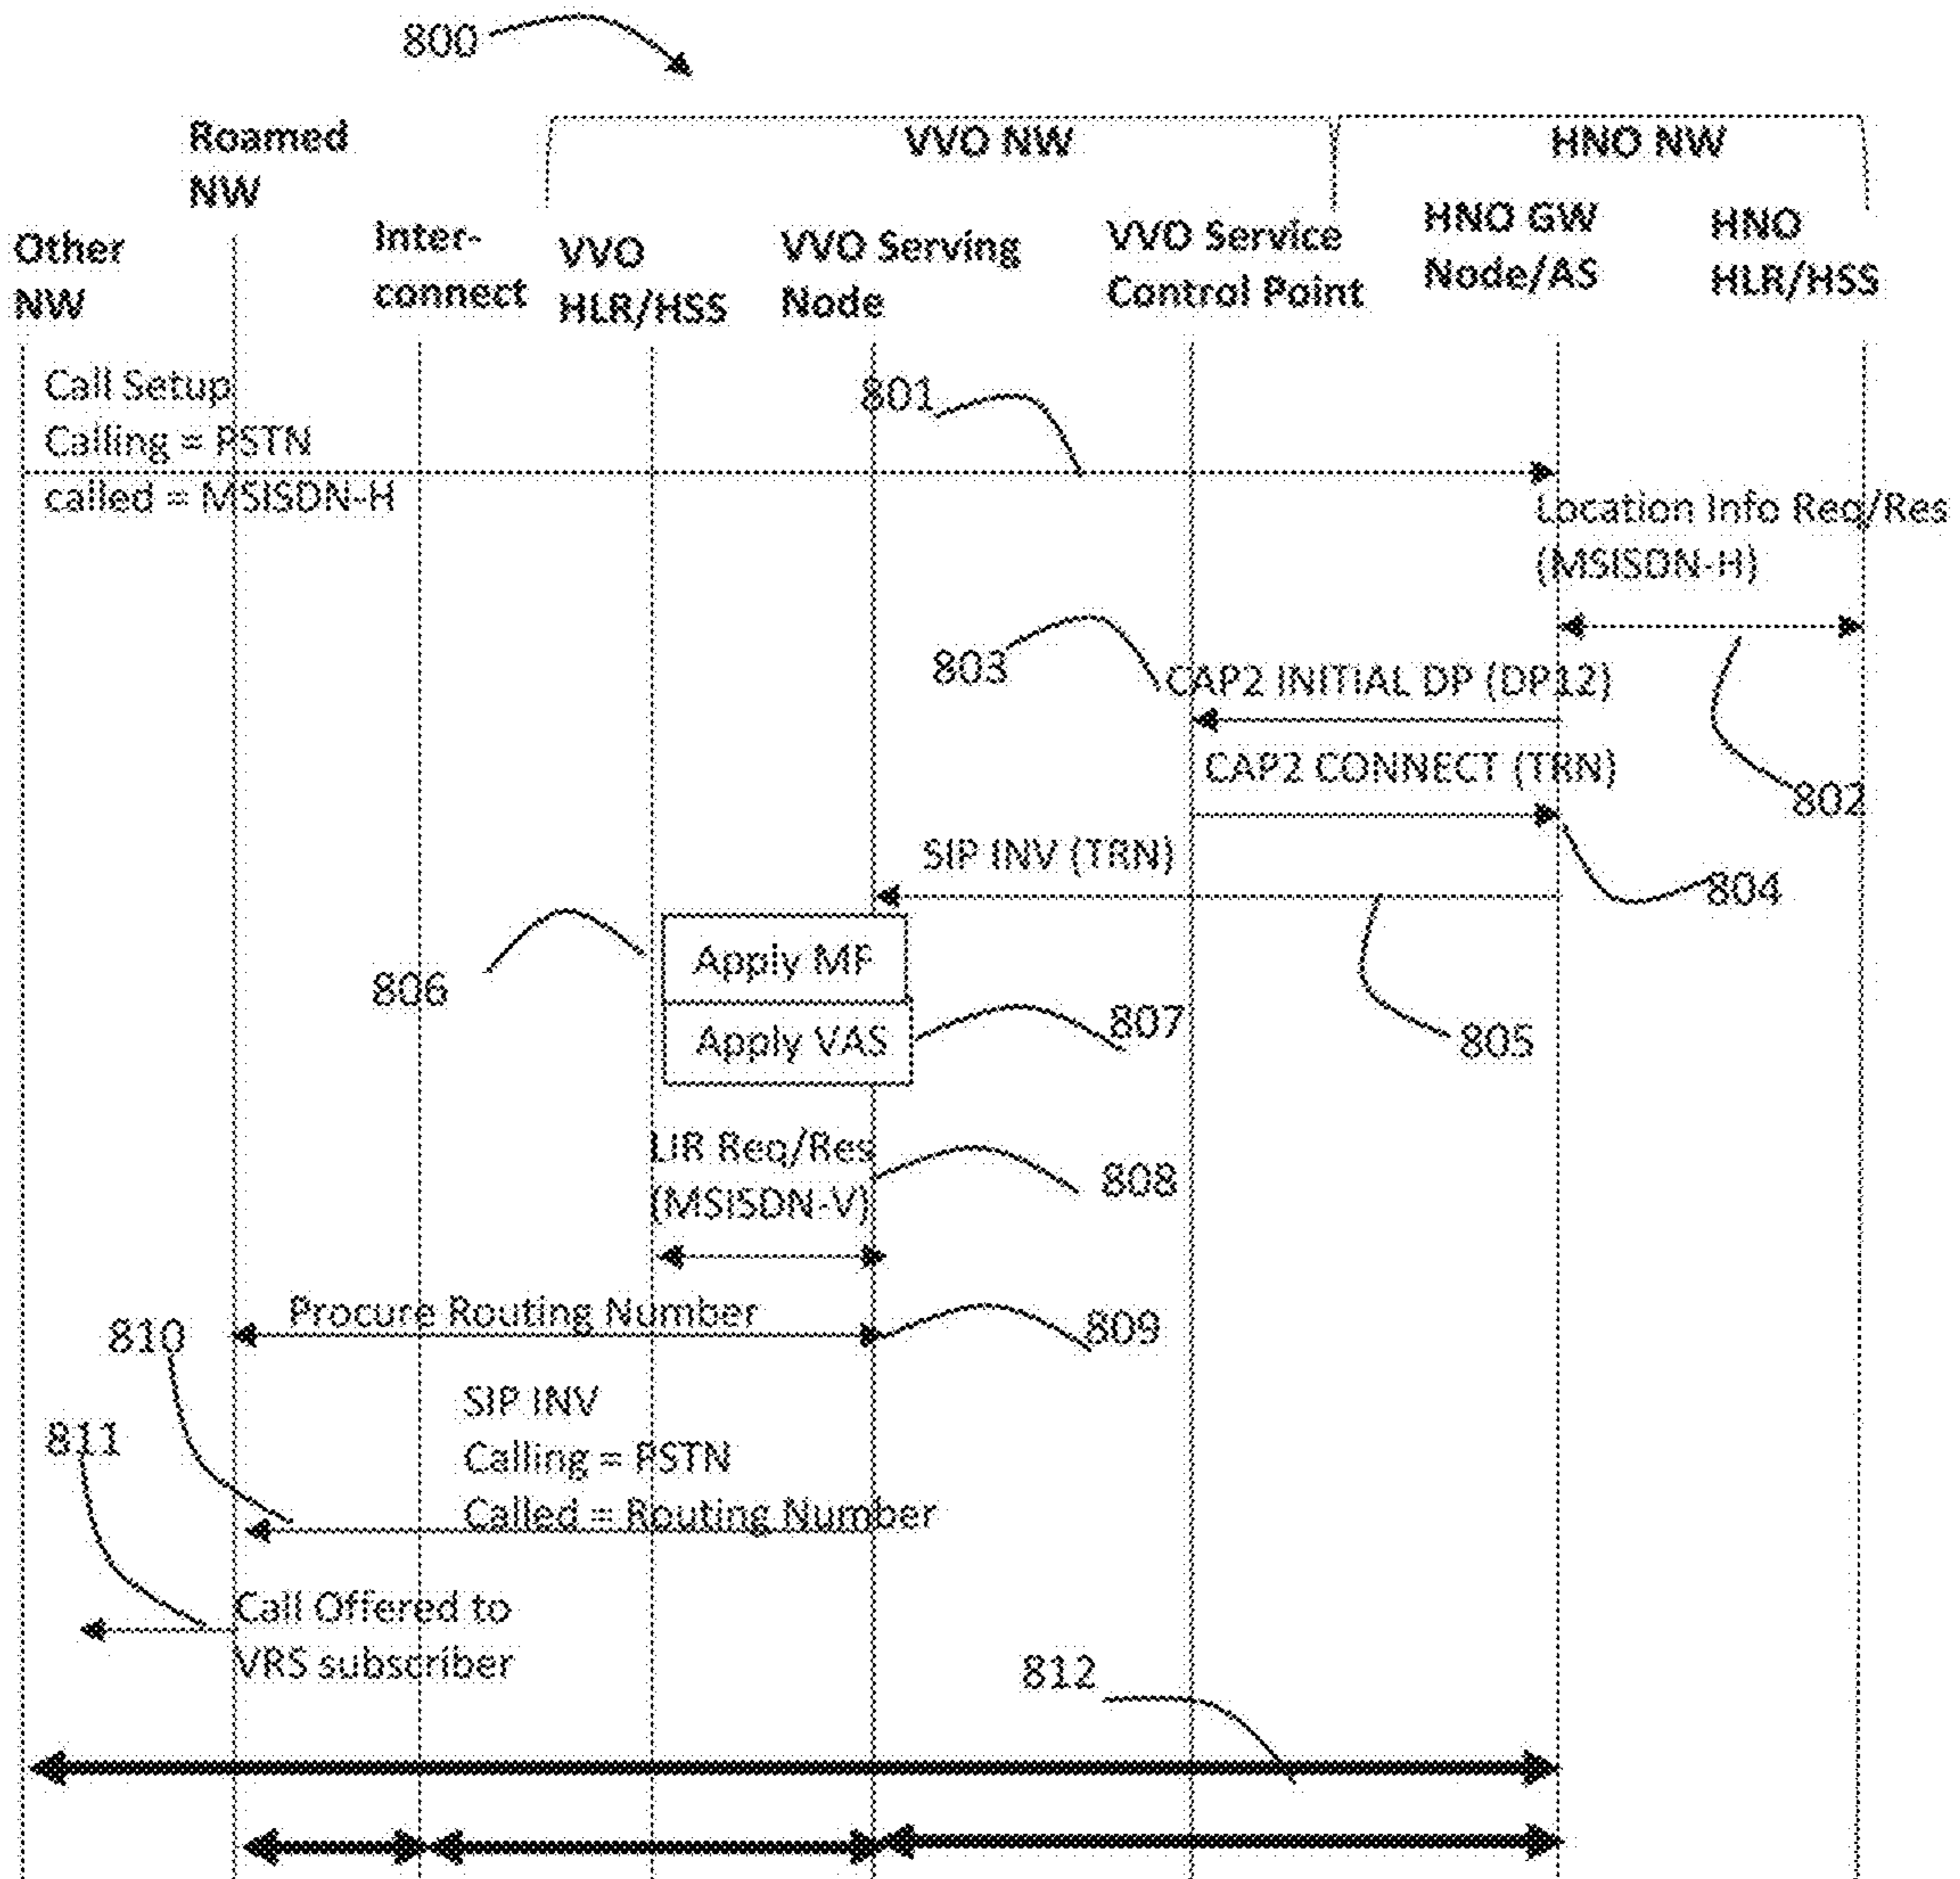 800
Roamed
NW
VVO NW
HNO NW
Other
NW
Inter-
connect
VVO
HLR/HSS
VVO Serving
Node
VVO Service
Control Point
HNO GW
Node/AS
HNO
HLR/HSS
Call Setup
Calling = PSTN
called = MSISDN-H
801
Location Info Req/Res
(MSISDN-H)
803
CAP2 INITIAL DP (DP12)
802
CAP2 CONNECT (TRN)
804
SIP INV (TRN)
805
806
Apply MF
Apply VAS
807
LIR Req/Res
(MSISDN-V)
808
Procure Routing Number
809
810
SIP INV
Calling = PSTN
Called = Routing Number
811
Call Offered to
VRS subscriber
812